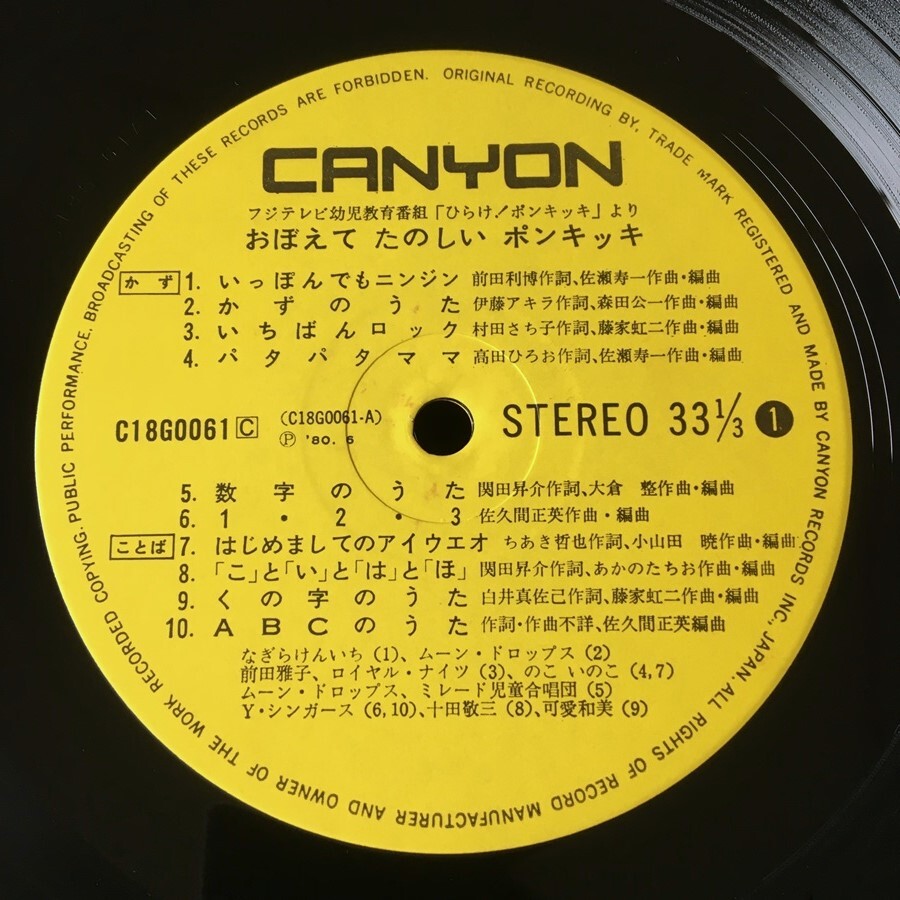 WORK RECORDED COPYING. PUBLIC PERFORMANCE. BROADCASTING OF THESE RECORDS ARE FORBIDDEN. ORIGINAL RECORDING BY, TRADE MARK REGISTERED AND MADE BY CANYON RECORDS INC., JAPAN. ALL RIGHTS OF RECORD MANUFACTURER AND OWNER OF THE
CANYON
フジテレビ幼児教育番組「ひらけ!ポンキッキ」より
おぼえて たのしい ポンキッキ
かず 1. いっぽんでもニンジン 前田利博作詞、佐瀬寿一作曲・編曲
2. かずのうた 伊藤アキラ作詞、森田公一作曲・編曲
3. いちばんロック 村田さち子作詞、藤家虹二作曲・編曲
4. パタパタママ 高田ひろお作詞、佐瀬寿一作曲・編曲
C18G0061 C (C18G0061-A) STEREO 33 1/3 1
Ⓟ '80. 6
5. 数字のうた 関田昇介作詞、大倉 整作曲・編曲
6. 1・2・3 佐久間正英作曲・編曲
ことば 7. はじめましてのアイウエオ ちあき哲也作詞、小山田 暁作曲・編曲
8. 「こ」と「い」と「は」と「ほ」 関田昇介作詞、あかのたちお作曲・編曲
9. くの字のうた 白井真佐己作詞、藤家虹二作曲・編曲
10. ABCのうた 作詞・作曲不詳、佐久間正英編曲
なぎらけんいち (1)、ムーン・ドロップス (2)
前田雅子、ロイヤル・ナイツ (3)、のこ いのこ (4,7)
ムーン・ドロップス、ミレード児童合唱団 (5)
Y・シンガース (6,10)、十田敬三 (8)、可愛和美 (9)